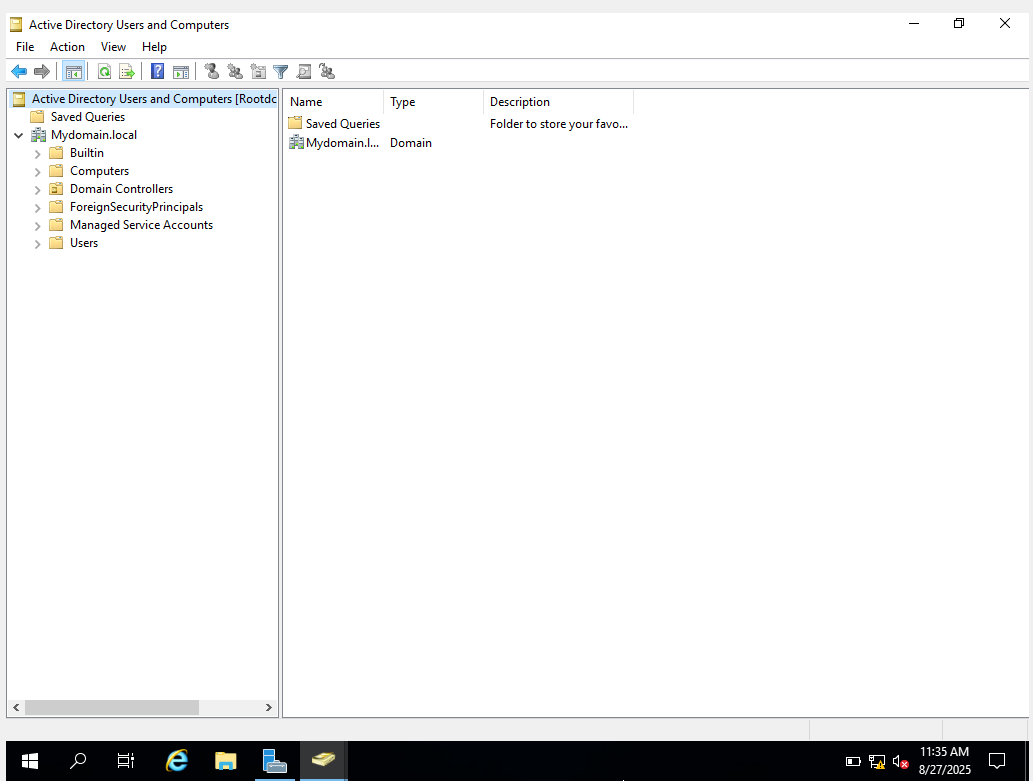 Active Directory Users and Computers
File Action View Help
Active Directory Users and Computers [Rootdc
Saved Queries
Mydomain.local
Builtin
Computers
Domain Controllers
ForeignSecurityPrincipals
Managed Service Accounts
Users
Name Type Description
Saved Queries Folder to store your favo...
Mydomain.l... Domain
11:35 AM
8/27/2025